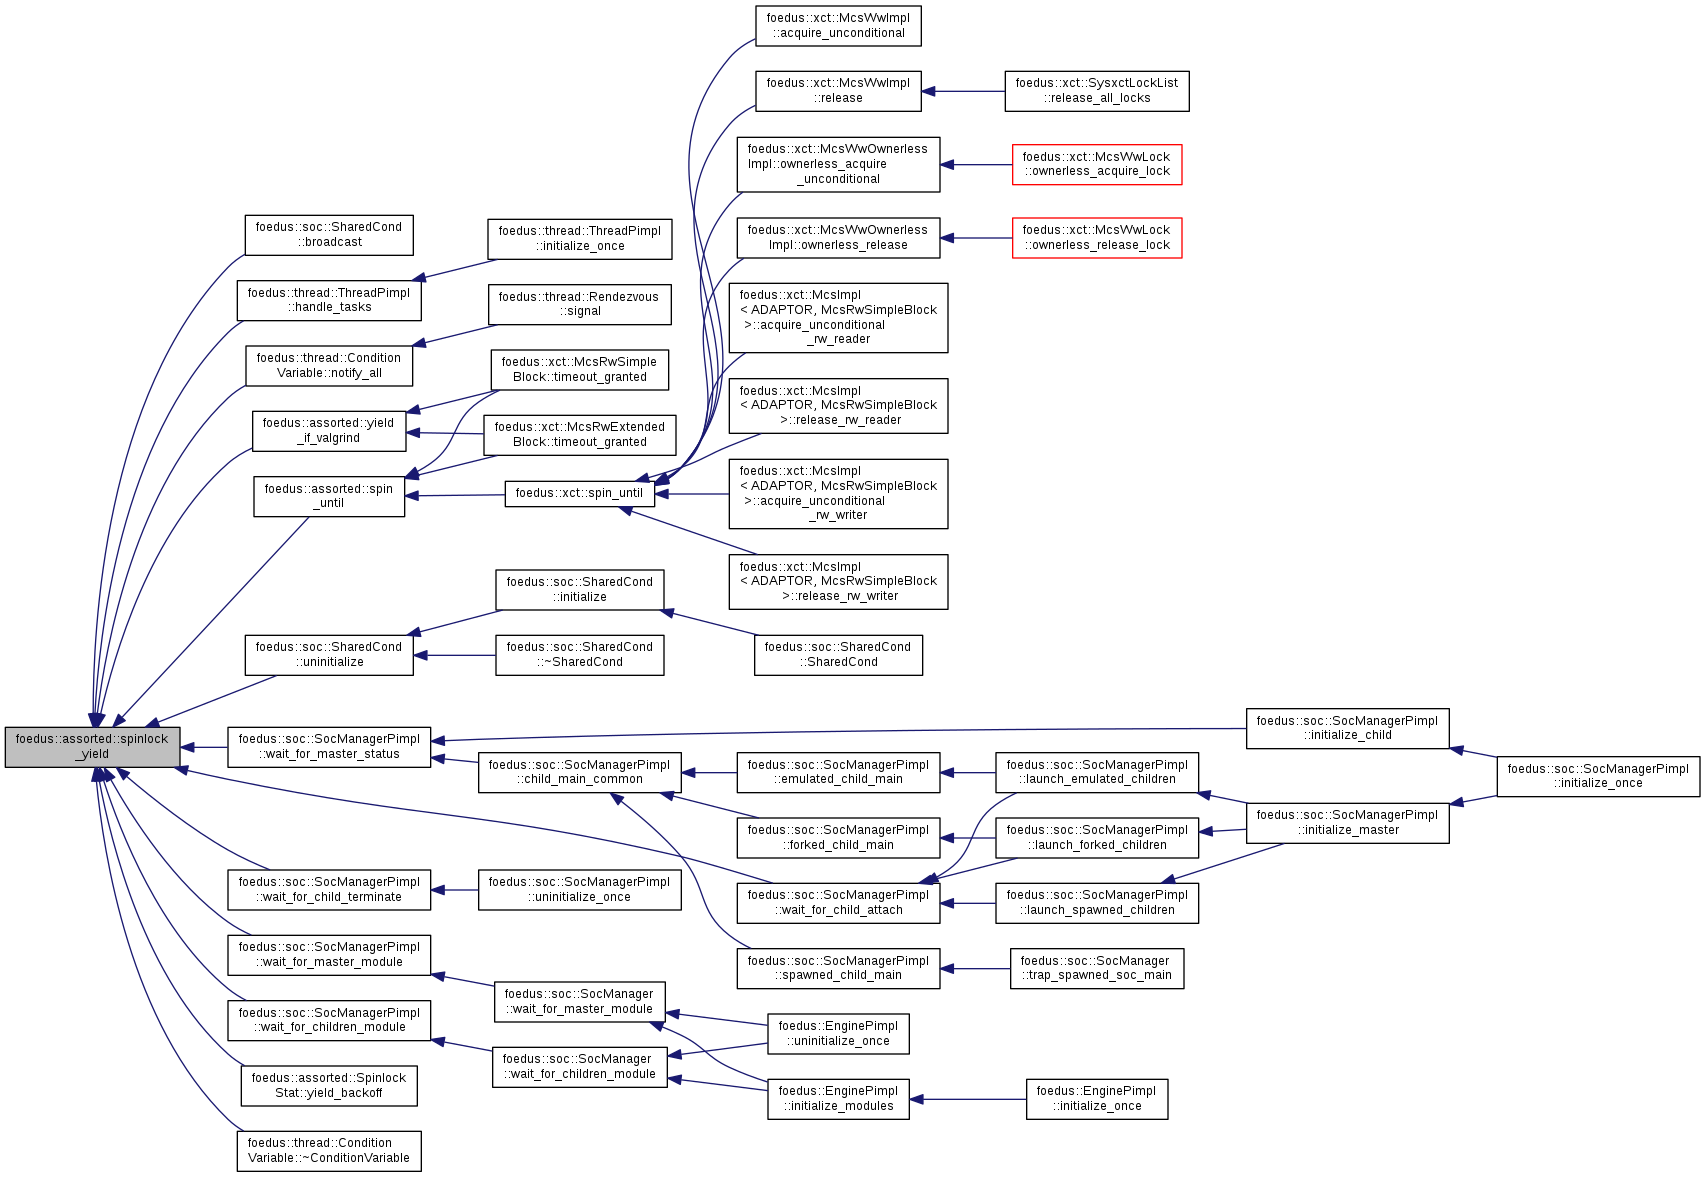 foedus::assorted::spinlock
_yield
foedus::soc::SharedCond
::broadcast
foedus::thread::ThreadPimpl
::handle_tasks
foedus::thread::Condition
Variable::notify_all
foedus::assorted::yield
_if_valgrind
foedus::assorted::spin
_until
foedus::soc::SharedCond
::uninitialize
foedus::soc::SocManagerPimpl
::wait_for_master_status
foedus::soc::SocManagerPimpl
::wait_for_child_terminate
foedus::soc::SocManagerPimpl
::wait_for_master_module
foedus::soc::SocManagerPimpl
::wait_for_children_module
foedus::assorted::Spinlock
Stat::yield_backoff
foedus::thread::Condition
Variable::~ConditionVariable
foedus::thread::ThreadPimpl
::initialize_once
foedus::thread::Rendezvous
::signal
foedus::xct::McsRwSimple
Block::timeout_granted
foedus::xct::McsRwExtended
Block::timeout_granted
foedus::xct::spin_until
foedus::soc::SharedCond
::initialize
foedus::soc::SharedCond
::~SharedCond
foedus::soc::SocManagerPimpl
::child_main_common
foedus::soc::SocManagerPimpl
::uninitialize_once
foedus::soc::SocManager
::wait_for_master_module
foedus::soc::SocManager
::wait_for_children_module
foedus::xct::McsWwImpl
::acquire_unconditional
foedus::xct::McsWwImpl
::release
foedus::xct::McsWwOwnerless
Impl::ownerless_acquire
_unconditional
foedus::xct::McsWwOwnerless
Impl::ownerless_release
foedus::xct::McsImpl
< ADAPTOR, McsRwSimpleBlock
>::acquire_unconditional
_rw_reader
foedus::xct::McsImpl
< ADAPTOR, McsRwSimpleBlock
>::release_rw_reader
foedus::xct::McsImpl
< ADAPTOR, McsRwSimpleBlock
>::acquire_unconditional
_rw_writer
foedus::xct::McsImpl
< ADAPTOR, McsRwSimpleBlock
>::release_rw_writer
foedus::soc::SharedCond
::SharedCond
foedus::soc::SocManagerPimpl
::emulated_child_main
foedus::soc::SocManagerPimpl
::forked_child_main
foedus::soc::SocManagerPimpl
::wait_for_child_attach
foedus::soc::SocManagerPimpl
::spawned_child_main
foedus::EnginePimpl
::uninitialize_once
foedus::EnginePimpl
::initialize_modules
foedus::xct::SysxctLockList
::release_all_locks
foedus::xct::McsWwLock
::ownerless_acquire_lock
foedus::xct::McsWwLock
::ownerless_release_lock
foedus::soc::SocManagerPimpl
::launch_emulated_children
foedus::soc::SocManagerPimpl
::launch_forked_children
foedus::soc::SocManagerPimpl
::launch_spawned_children
foedus::soc::SocManager
::trap_spawned_soc_main
foedus::EnginePimpl
::initialize_once
foedus::soc::SocManagerPimpl
::initialize_child
foedus::soc::SocManagerPimpl
::initialize_master
foedus::soc::SocManagerPimpl
::initialize_once